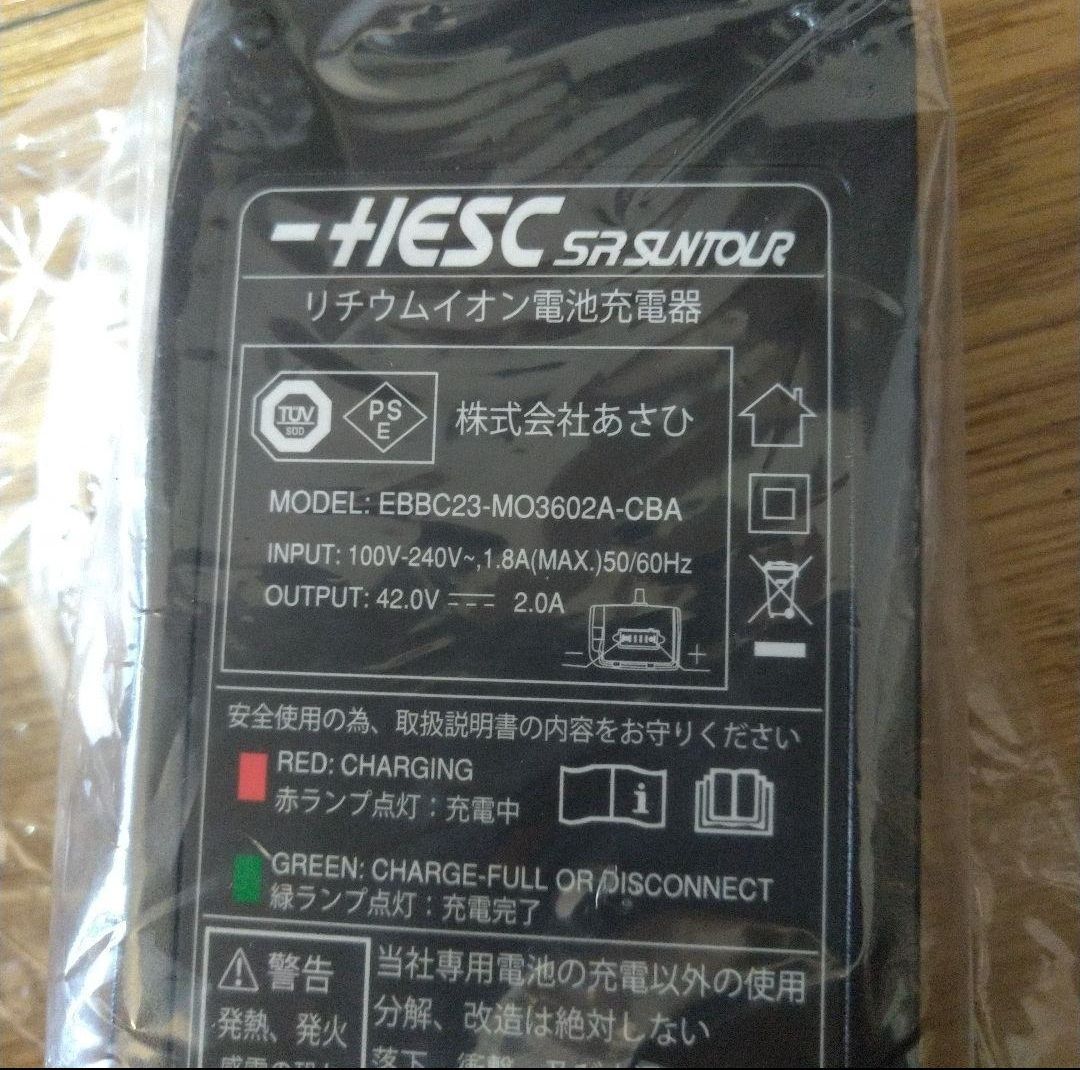 HESC SR SUNTOUR
リチウムイオン電池充電器
TÜV SÜD
PS E
株式会社あさひ
MODEL: EBBC23-MO3602A-CBA
INPUT: 100V-240V~,1.8A(MAX.)50/60Hz
OUTPUT: 42.0V 2.0A
- +
安全使用の為、取扱説明書の内容をお守りください
RED: CHARGING
赤ランプ点灯：充電中
i
GREEN: CHARGE-FULL OR DISCONNECT
緑ランプ点灯：充電完了
警告
発熱、発火
当社専用電池の充電以外の使用
分解、改造は絶対しない
落下、衝撃